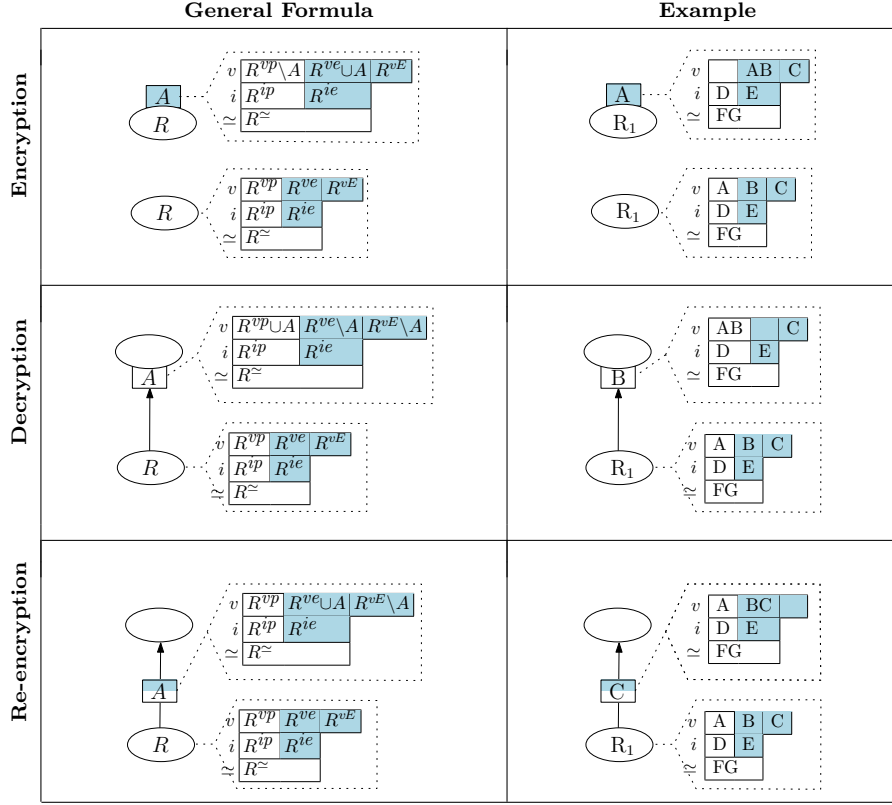 General Formula Example
Encryption
A
R
v R^{vp}\A R^{ve}∪A R^{vE}
i R^{ip} R^{ie}
≃ R^≃
R
v R^{vp} R^{ve} R^{vE}
i R^{ip} R^{ie}
≃ R^≃
A
R₁
v AB C
i D E
≃ FG
R₁
v A B C
i D E
≃ FG
Decryption
A
v R^{vp}∪A R^{ve}\A R^{vE}\A
i R^{ip} R^{ie}
≃ R^≃
R
v R^{vp} R^{ve} R^{vE}
i R^{ip} R^{ie}
≃ R^≃
B
v AB C
i D E
≃ FG
R₁
v A B C
i D E
≃ FG
Re-encryption
A
v R^{vp} R^{ve}∪A R^{vE}\A
i R^{ip} R^{ie}
≃ R^≃
R
v R^{vp} R^{ve} R^{vE}
i R^{ip} R^{ie}
≃ R^≃
C
v A BC
i D E
≃ FG
R₁
v A B C
i D E
≃ FG